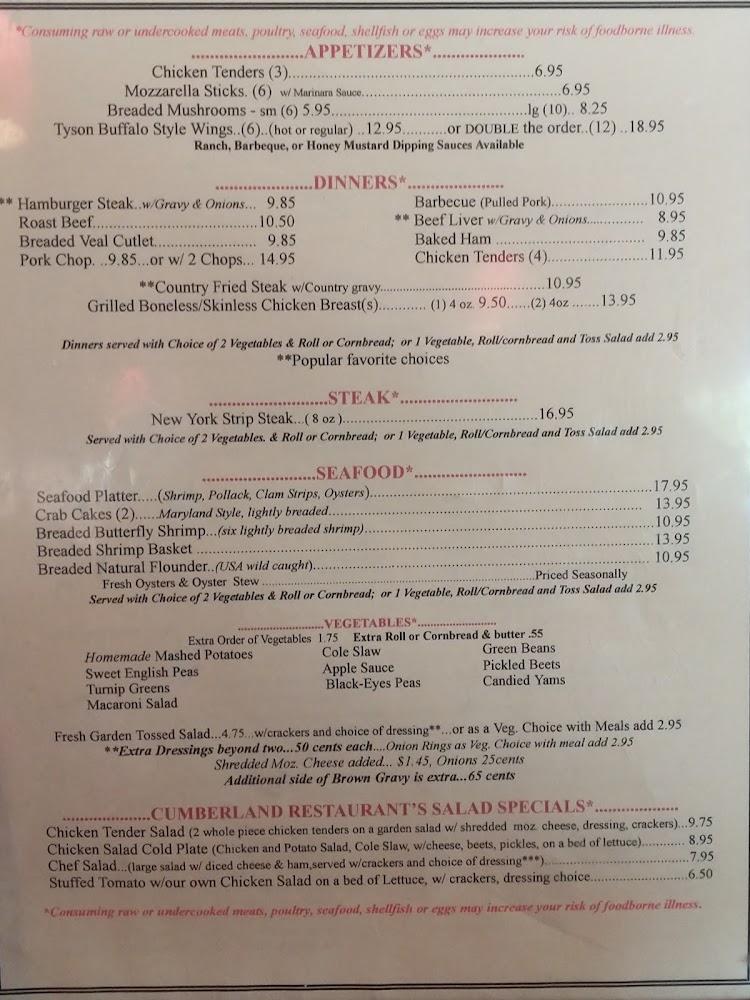 *Consuming raw or undercooked meats, poultry, seafood, shellfish or eggs may increase your risk of foodborne illness.
........................APPETIZERS*....................
Chicken Tenders (3)....................................................................6.95
Mozzarella Sticks. (6) w/ Marinara Sauce.......................................................6.95
Breaded Mushrooms - sm (6) 5.95.....................................................lg (10).. 8.25
Tyson Buffalo Style Wings..(6)..(hot or regular) ..12.95...........or DOUBLE the order..(12) ..18.95
Ranch, Barbeque, or Honey Mustard Dipping Sauces Available
.....................DINNERS*.....................
** Hamburger Steak..w/Gravy & Onions... 9.85
Roast Beef............................................10.50
Breaded Veal Cutlet........................... 9.85
Pork Chop. ..9.85...or w/ 2 Chops... 14.95
Barbecue (Pulled Pork)..........................10.95
** Beef Liver w/Gravy & Onions............... 8.95
Baked Ham ........................................ 9.85
Chicken Tenders (4)...........................11.95
**Country Fried Steak w/Country gravy...................................................10.95
Grilled Boneless/Skinless Chicken Breast(s)............ (1) 4 oz. 9.50......(2) 4oz .......13.95
Dinners served with Choice of 2 Vegetables & Roll or Cornbread; or 1 Vegetable, Roll/cornbread and Toss Salad add 2.95
**Popular favorite choices
.........................STEAK*.........................
New York Strip Steak...( 8 oz )................................................16.95
Served with Choice of 2 Vegetables. & Roll or Cornbread; or 1 Vegetable, Roll/Cornbread and Toss Salad add 2.95
........................SEAFOOD*........................
Seafood Platter.....(Shrimp, Pollack, Clam Strips, Oysters)......................................................................17.95
Crab Cakes (2)......Maryland Style, lightly breaded.............................................................................. 13.95
Breaded Butterfly Shrimp...(six lightly breaded shrimp)........................................................................10.95
Breaded Shrimp Basket ...........................................................................................................13.95
Breaded Natural Flounder..(USA wild caught)................................................................................... 10.95
Fresh Oysters & Oyster Stew ......................................................................Priced Seasonally
Served with Choice of 2 Vegetables & Roll or Cornbread; or 1 Vegetable, Roll/Cornbread and Toss Salad add 2.95
........................VEGETABLES*......................
Extra Order of Vegetables 1.75 Extra Roll or Cornbread & butter .55
Homemade Mashed Potatoes
Sweet English Peas
Turnip Greens
Macaroni Salad
Cole Slaw
Apple Sauce
Black-Eyes Peas
Green Beans
Pickled Beets
Candied Yams
Fresh Garden Tossed Salad...4.75...w/crackers and choice of dressing**...or as a Veg. Choice with Meals add 2.95
**Extra Dressings beyond two...50 cents each....Onion Rings as Veg. Choice with meal add 2.95
Shredded Moz. Cheese added... $1.45, Onions 25cents
Additional side of Brown Gravy is extra...65 cents
...................CUMBERLAND RESTAURANT'S SALAD SPECIALS*..................
Chicken Tender Salad (2 whole piece chicken tenders on a garden salad w/ shredded moz. cheese, dressing, crackers)...9.75
Chicken Salad Cold Plate (Chicken and Potato Salad, Cole Slaw, w/cheese, beets, pickles, on a bed of lettuce)........... 8.95
Chef Salad...(large salad w/ diced cheese & ham,served w/crackers and choice of dressing***)......................................7.95
Stuffed Tomato w/our own Chicken Salad on a bed of Lettuce, w/ crackers, dressing choice.........................6.50
*Consuming raw or undercooked meats, poultry, seafood, shellfish or eggs may increase your risk of foodborne illness.